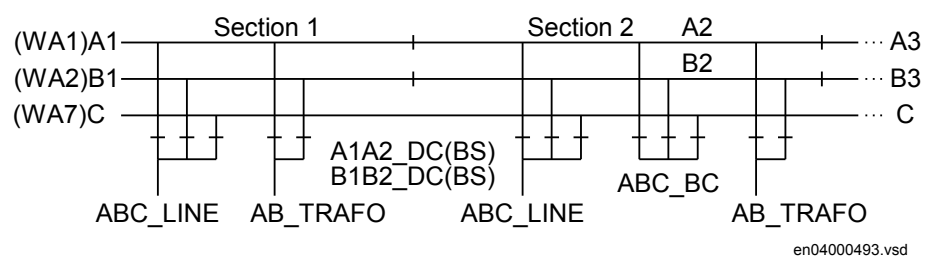 Section 1 Section 2 A2
(WA1)A1 ... A3
B2
(WA2)B1 ... B3
(WA7)C ... C
A1A2_DC(BS)
B1B2_DC(BS)
ABC_BC
ABC_LINE AB_TRAFO ABC_LINE AB_TRAFO
en04000493.vsd